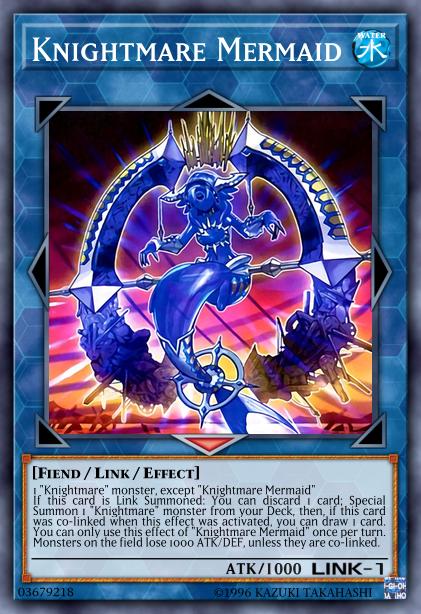 Knightmare Mermaid
WATER
水
[Fiend / Link / Effect]
1 "Knightmare" monster, except "Knightmare Mermaid"
If this card is Link Summoned: You can discard 1 card; Special
Summon 1 "Knightmare" monster from your Deck, then, if this card
was co-linked when this effect was activated, you can draw 1 card.
You can only use this effect of "Knightmare Mermaid" once per turn.
Monsters on the field lose 1000 ATK/DEF, unless they are co-linked.
ATK/1000 LINK-1
03679218 ©1996 KAZUKI TAKAHASHI